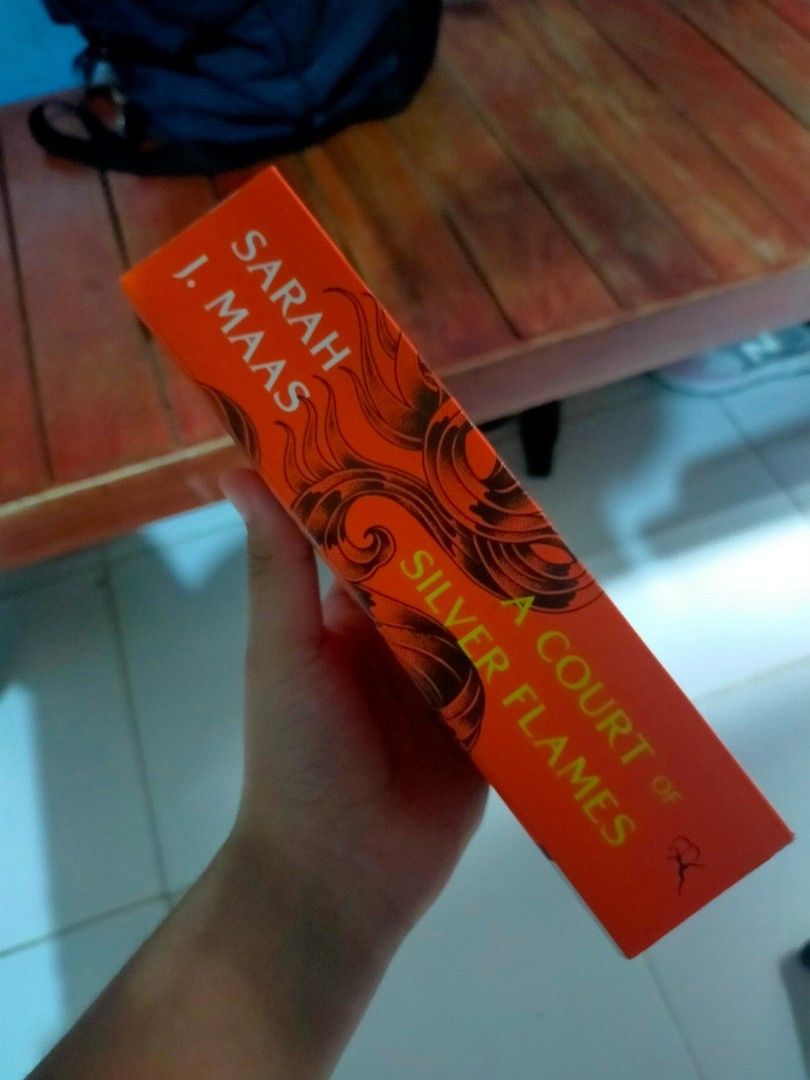 SARAH
J. MAAS
A COURT OF
SILVER FLAMES